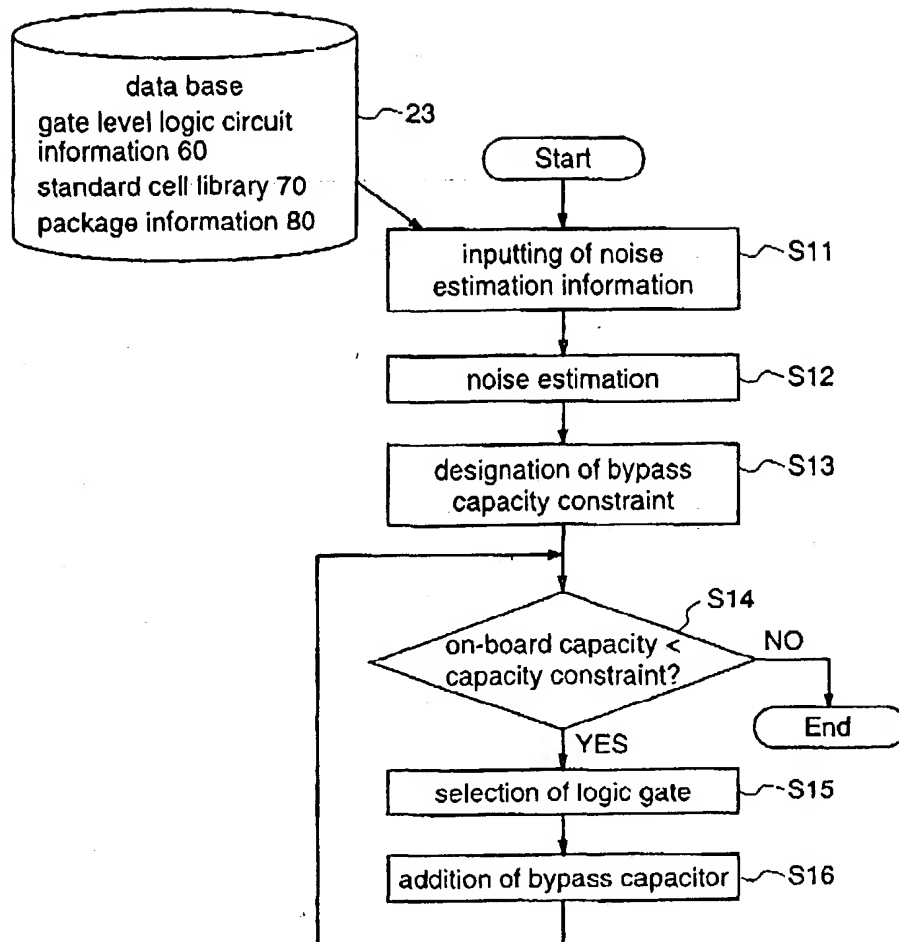 data base
gate level logic circuit
information 60
standard cell library 70
package information 80
23
Start
inputting of noise
estimation information
S11
noise estimation
S12
designation of bypass
capacity constraint
S13
S14
on-board capacity <
capacity constraint?
NO
End
YES
selection of logic gate
S15
addition of bypass capacitor
S16